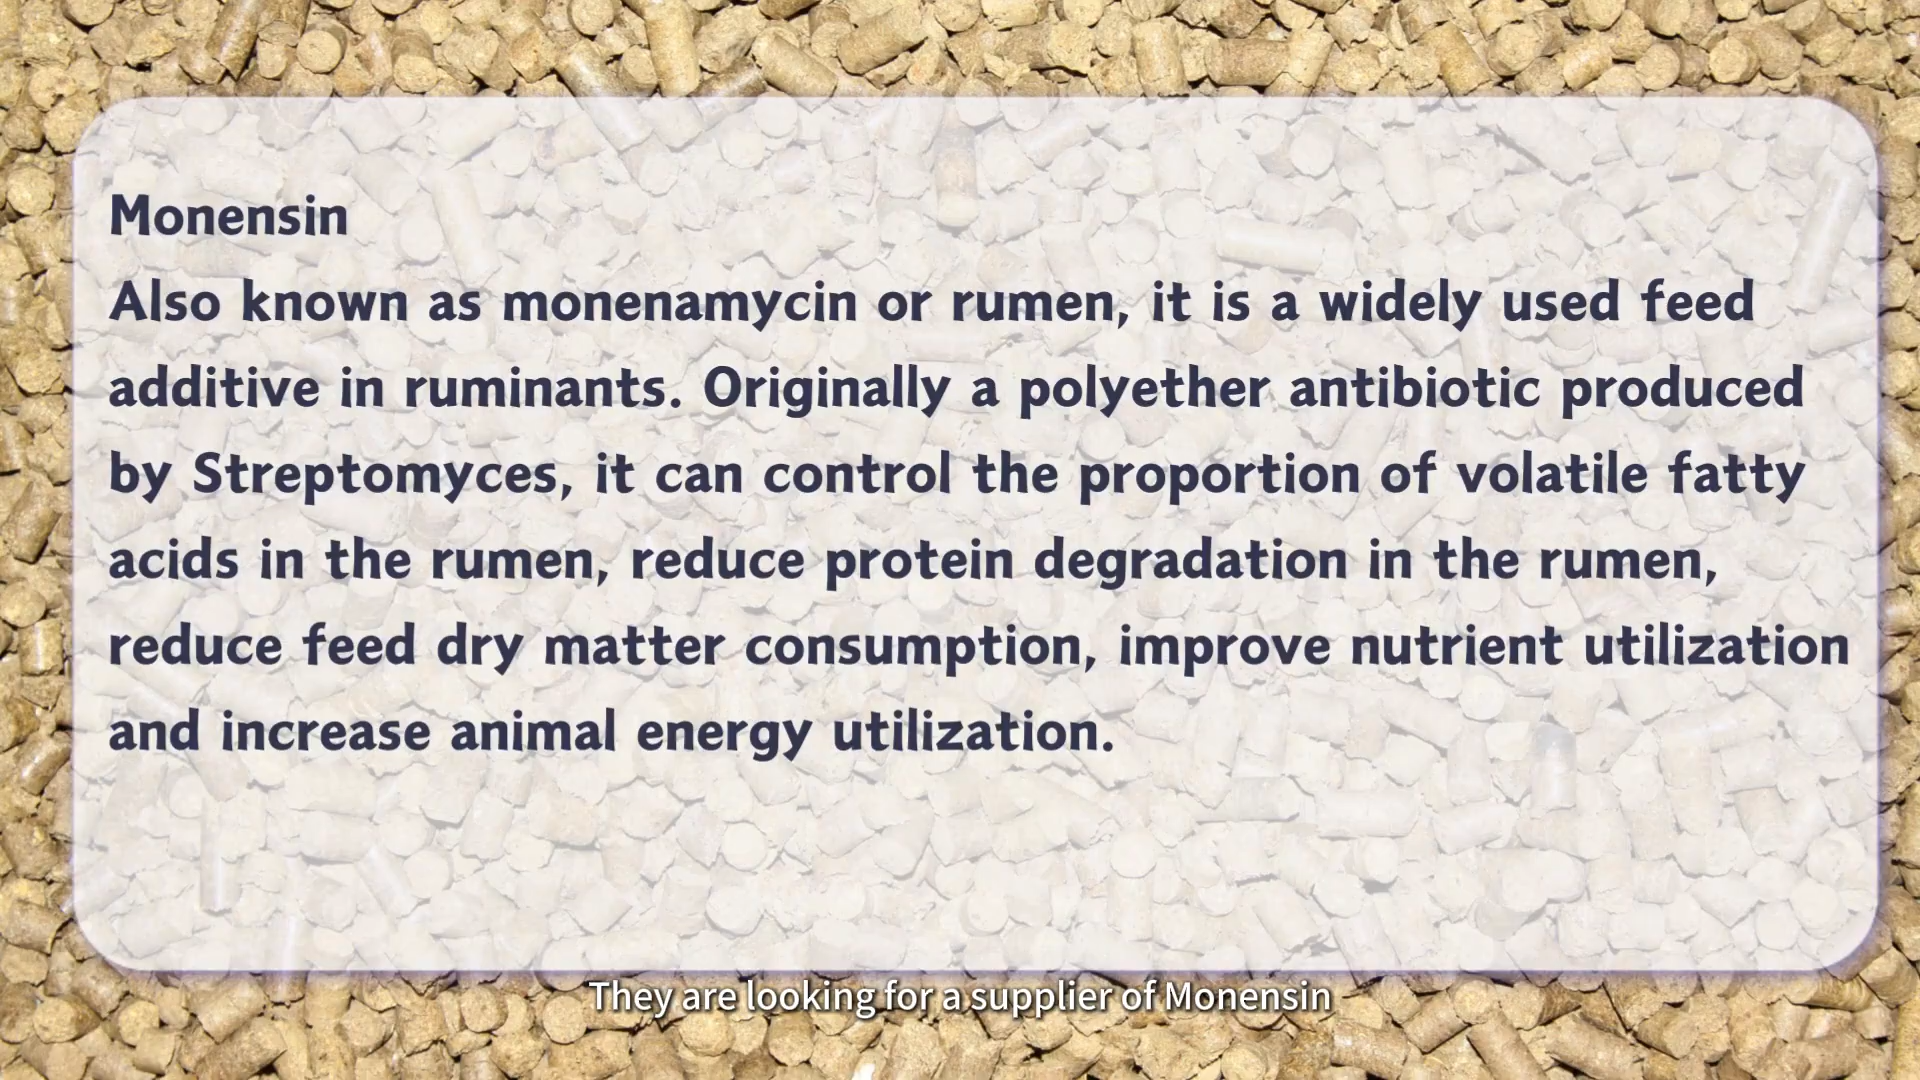 Monensin
Also known as monenamycin or rumen, it is a widely used feed
additive in ruminants. Originally a polyether antibiotic produced
by Streptomyces, it can control the proportion of volatile fatty
acids in the rumen, reduce protein degradation in the rumen,
reduce feed dry matter consumption, improve nutrient utilization
and increase animal energy utilization.
They are looking for a supplier of Monensin